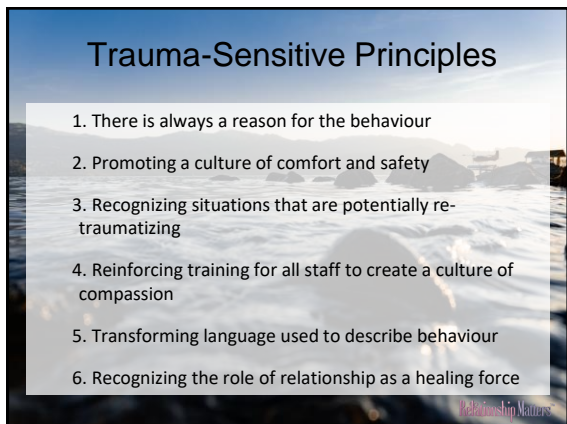 Trauma-Sensitive Principles
1. There is always a reason for the behaviour
2. Promoting a culture of comfort and safety
3. Recognizing situations that are potentially re-
traumatizing
4. Reinforcing training for all staff to create a culture of
compassion
5. Transforming language used to describe behaviour
6. Recognizing the role of relationship as a healing force
Relationship Matters™